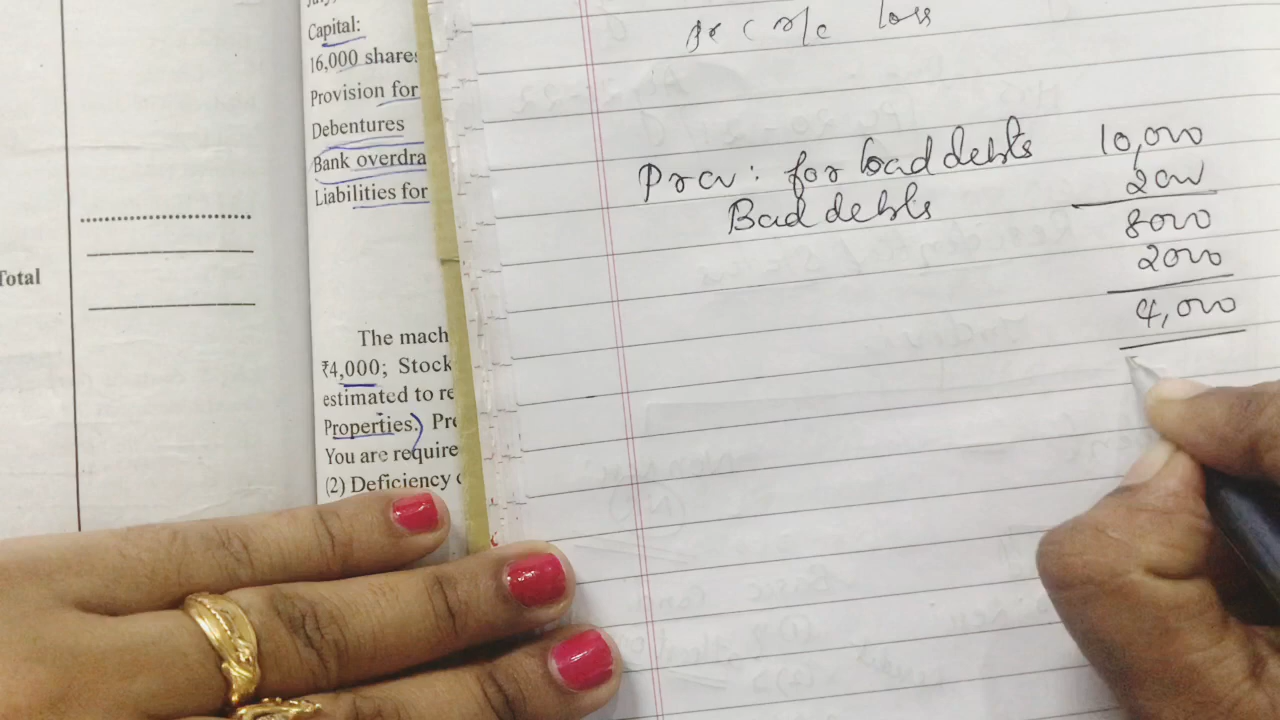 Total
Capital:
16,000 shares
Provision for
Debentures
Bank overdra
Liabilities for
The mach
₹4,000; Stock
estimated to re
Properties.) Pr
You are require
(2) Deficiency
loss
Prov: for bad debts 10,000
Bad debts 2000
8000
2000
4,000